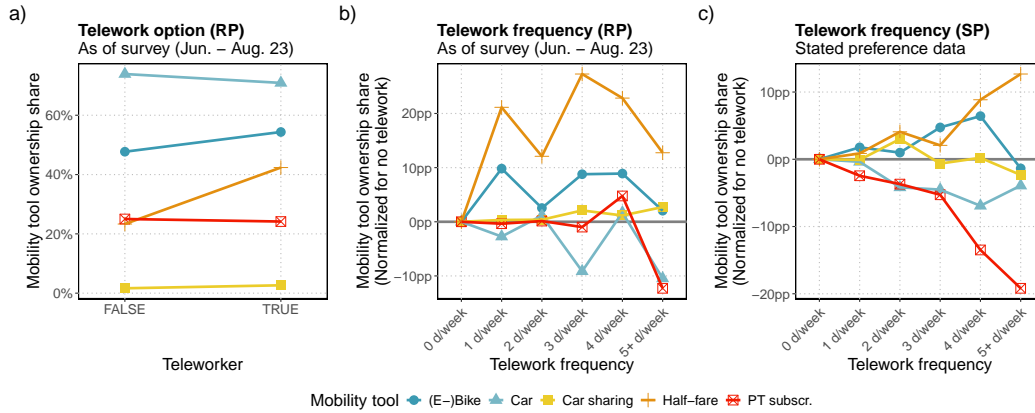 a)
Telework option (RP)
As of survey (Jun. – Aug. 23)
Mobility tool ownership share
60%
40%
20%
0%
FALSE
TRUE
Teleworker
b)
Telework frequency (RP)
As of survey (Jun. – Aug. 23)
Mobility tool ownership share
(Normalized for no telework)
20pp
10pp
0pp
−10pp
0 d/week
1 d/week
2 d/week
3 d/week
4 d/week
5+ d/week
Telework frequency
c)
Telework frequency (SP)
Stated preference data
Mobility tool ownership share
(Normalized for no telework)
10pp
0pp
−10pp
−20pp
0 d/week
1 d/week
2 d/week
3 d/week
4 d/week
5+ d/week
Telework frequency
Mobility tool (E−)Bike Car Car sharing Half−fare PT subscr.